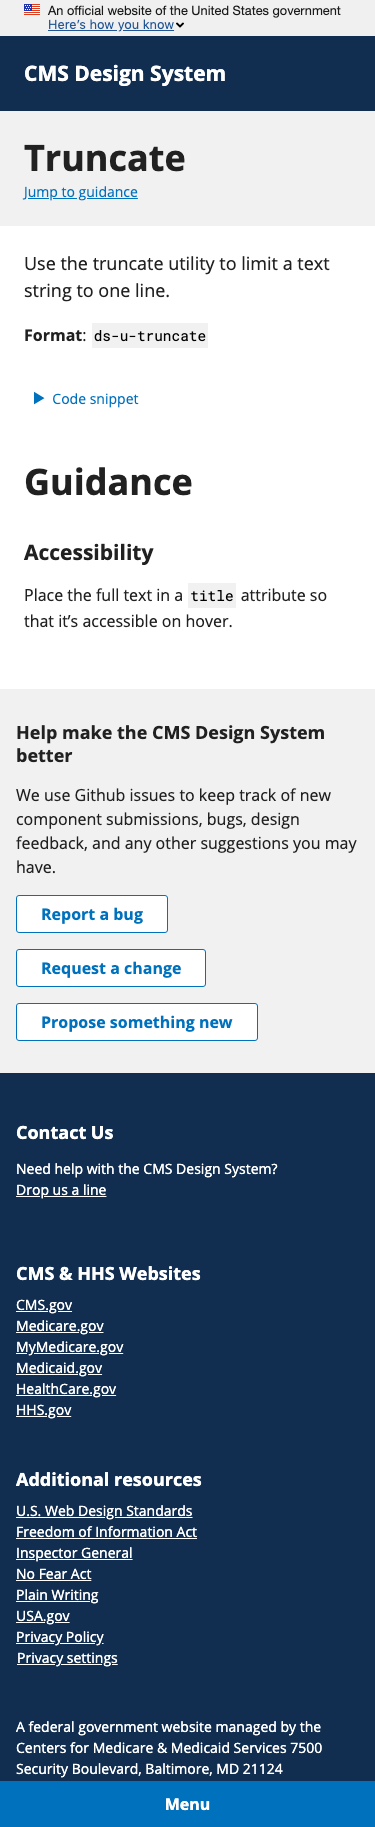 An official website of the United States government
Here's how you know
CMS Design System
Truncate
Jump to guidance
Use the truncate utility to limit a text
string to one line.
Format: ds-u-truncate
Code snippet
Guidance
Accessibility
Place the full text in a title attribute so
that it's accessible on hover.
Help make the CMS Design System
better
We use Github issues to keep track of new
component submissions, bugs, design
feedback, and any other suggestions you may
have.
Report a bug
Request a change
Propose something new
Contact Us
Need help with the CMS Design System?
Drop us a line
CMS & HHS Websites
CMS.gov
Medicare.gov
MyMedicare.gov
Medicaid.gov
HealthCare.gov
HHS.gov
Additional resources
U.S. Web Design Standards
Freedom of Information Act
Inspector General
No Fear Act
Plain Writing
USA.gov
Privacy Policy
Privacy settings
A federal government website managed by the
Centers for Medicare & Medicaid Services 7500
Security Boulevard, Baltimore, MD 21124
Menu